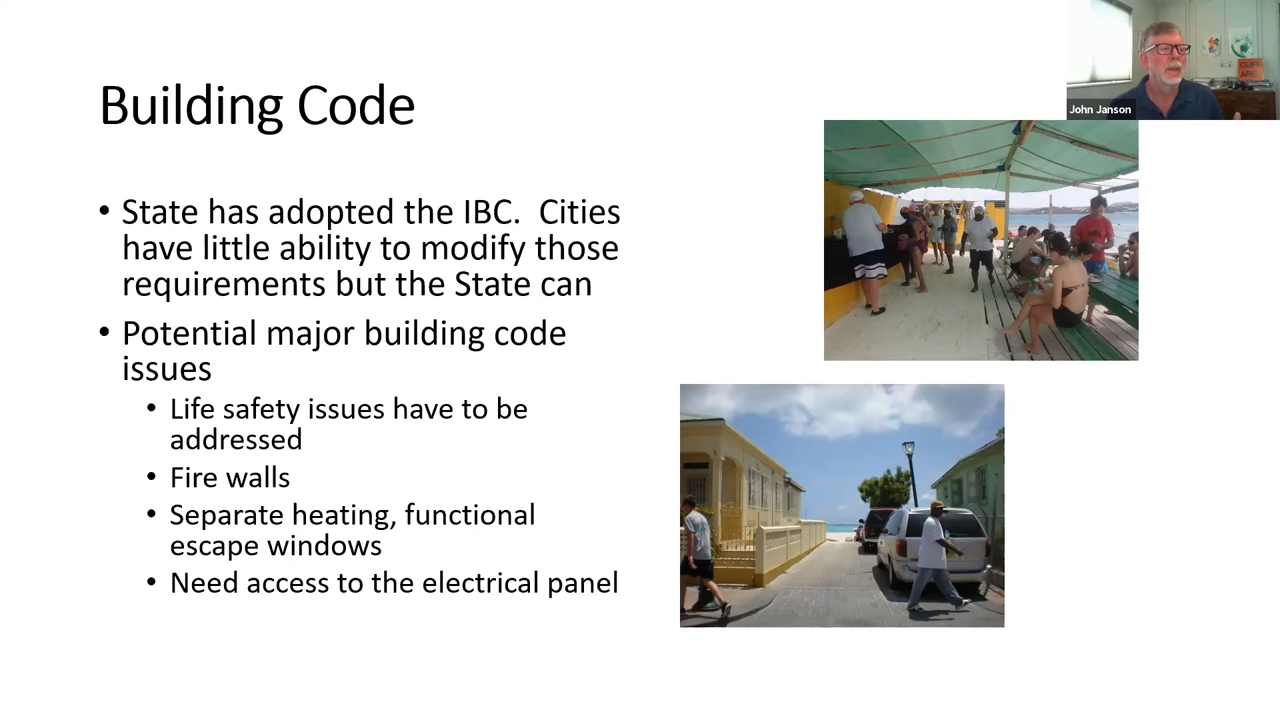 Building Code
• State has adopted the IBC.  Cities
have little ability to modify those
requirements but the State can
• Potential major building code
issues
• Life safety issues have to be
addressed
• Fire walls
• Separate heating, functional
escape windows
• Need access to the electrical panel
John Janson